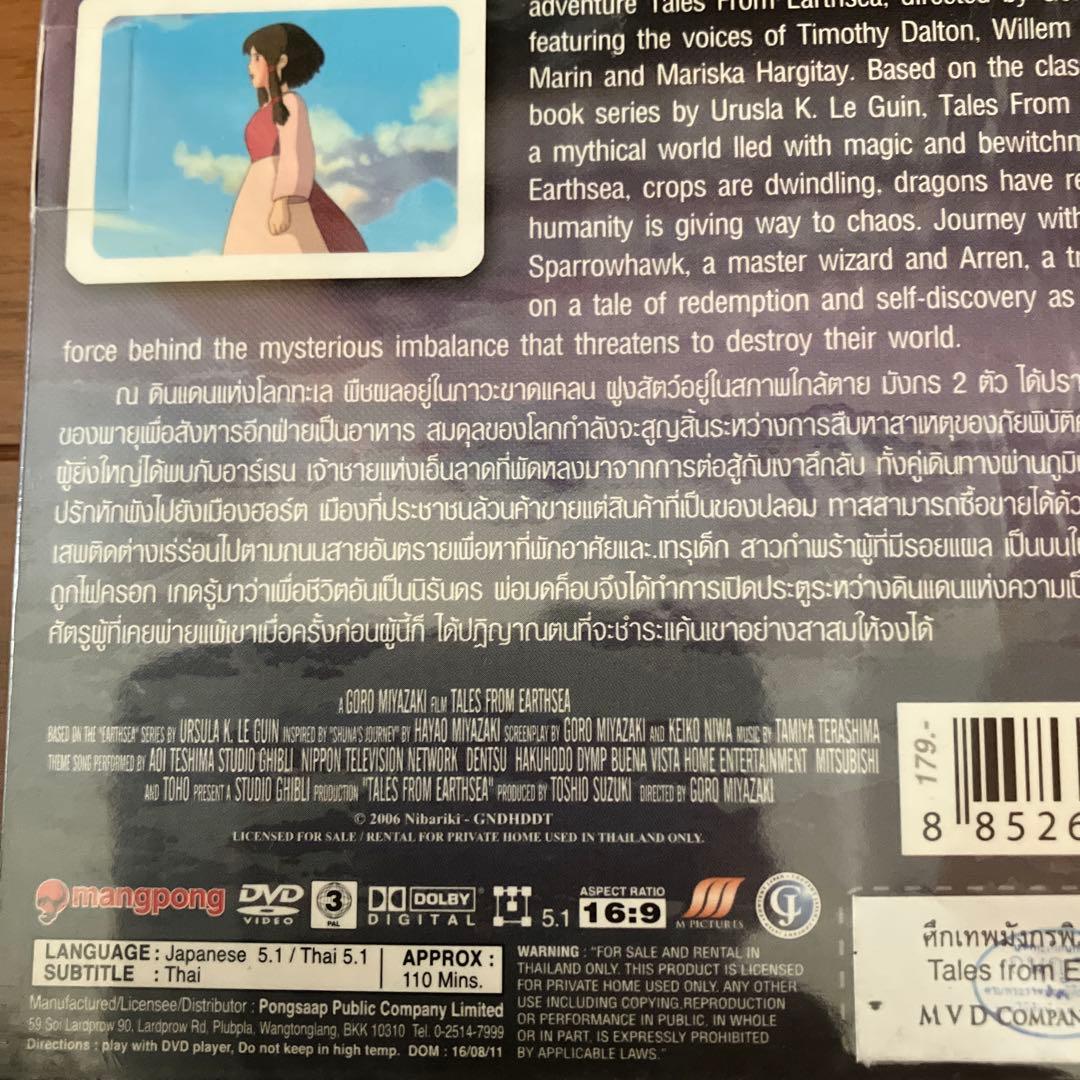 adventure Tales From Earthsea, directed by
featuring the voices of Timothy Dalton, Willem
Marin and Mariska Hargitay. Based on the clas
book series by Urusla K. Le Guin, Tales From
a mythical world lled with magic and bewitchm
Earthsea, crops are dwindling, dragons have re
humanity is giving way to chaos. Journey with
Sparrowhawk, a master wizard and Arren, a tr
on a tale of redemption and self-discovery as
force behind the mysterious imbalance that threatens to destroy their world.
ณ ดินแดนแห่งโลกทะเล พืชผลอยู่ในภาวะขาดแคลน ฝูงสัตว์อยู่ในสภาพใกล้ตาย มังกร 2 ตัว ได้ปรา
ของพายุเพื่อสังหารอีกฝ่ายเป็นอาหาร สมดุลของโลกกำลังจะสูญสิ้นระหว่างการสืบหาสาเหตุของภัยพิบัติ
ผู้ยิ่งใหญ่ได้พบกับอาร์เรน เจ้าชายแห่งเอ็นลาดที่พัดหลงมาจากการต่อสู้กับเงาลึกลับ ทั้งคู่เดินทางผ่านภูมิ
ปรักหักพังไปยังเมืองฮอร์ต เมืองที่ประชาชนล้วนค้าขายแต่สินค้าที่เป็นของปลอม ทาสสามารถซื้อขายได้ด้ว
เสพติดต่างเร่ร่อนไปตามถนนสายอันตรายเพื่อหาที่พักอาศัยและ.เทรุเด็ก สาวกำพร้าผู้ที่มีรอยแผล เป็นบนใ
ถูกไฟครอก เกดรู้มาว่าเพื่อชีวิตอันเป็นนิรันดร พ่อมดค็อบจึงได้ทำการเปิดประตูระหว่างดินแดนแห่งความเป็
ศัตรูผู้ที่เคยพ่ายแพ้เขาเมื่อครั้งก่อนผู้นี้ก็ ได้ปฏิญาณตนที่จะชำระแค้นเขาอย่างสาสมให้จงได้
A GORO MIYAZAKI FILM TALES FROM EARTHSEA
BASED ON THE "EARTHSEA" SERIES BY URSULA K. LE GUIN INSPIRED BY "SHUNA'S JOURNEY" BY HAYAO MIYAZAKI SCREENPLAY BY GORO MIYAZAKI AND KEIKO NIWA MUSIC BY TAMIYA TERASHIMA
THEME SONG PERFORMED BY AOI TESHIMA STUDIO GHIBLI NIPPON TELEVISION NETWORK DENTSU HAKUHODO DYMP BUENA VISTA HOME ENTERTAINMENT MITSUBISHI
AND TOHO PRESENT A STUDIO GHIBLI PRODUCTION "TALES FROM EARTHSEA" PRODUCED BY TOSHIO SUZUKI DIRECTED BY GORO MIYAZAKI
© 2006 Nibariki - GNDHDDT
LICENSED FOR SALE / RENTAL FOR PRIVATE HOME USED IN THAILAND ONLY.
179.-
8 8526
mangpong DVD VIDEO 3 PAL DOLBY DIGITAL 5.1 ASPECT RATIO 16:9 M PICTURES
LANGUAGE : Japanese 5.1 / Thai 5.1
SUBTITLE : Thai
APPROX :
110 Mins.
Manufactured/Licensee/Distributor : Pongsaap Public Company Limited
59 Soi Lardprow 90, Lardprow Rd, Plubpla, Wangtonglang, BKK 10310 Tel. 0-2514-7999
Directions : play with DVD player, Do not keep in high temp. DOM : 16/08/11
WARNING : "FOR SALE AND RENTAL IN
THAILAND ONLY. THIS PRODUCT IS LICENSED
FOR PRIVATE HOME USED ONLY. ANY OTHER
USE INCLUDING COPYING,REPRODUCTION
OR PERFORMANCE IN PUBLIC, IN WHOLE
OR IN PART, IS EXPRESSLY PROHIBITED
BY APPLICABLE LAWS."
ศึกเทพมังกรพิ
Tales from E
M V D COMPAN